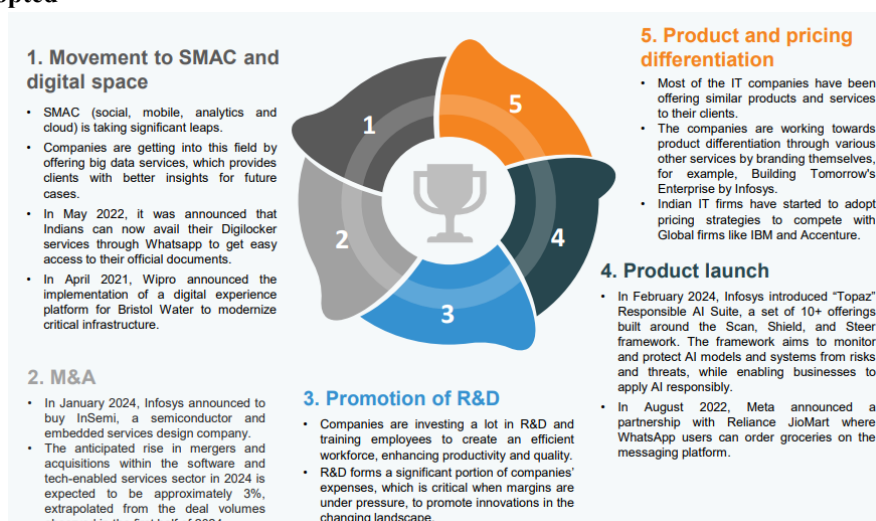 1. Movement to SMAC and
digital space
• SMAC (social, mobile, analytics and
cloud) is taking significant leaps.
• Companies are getting into this field by
offering big data services, which provides
clients with better insights for future
cases.
• In May 2022, it was announced that
Indians can now avail their Digilocker
services through Whatsapp to get easy
access to their official documents.
• In April 2021, Wipro announced the
implementation of a digital experience
platform for Bristol Water to modernize
critical infrastructure.
2. M&A
• In January 2024, Infosys announced to
buy InSemi, a semiconductor and
embedded services design company.
• The anticipated rise in mergers and
acquisitions within the software and
tech-enabled services sector in 2024 is
expected to be approximately 3%,
extrapolated from the deal volumes
1
2
3
4
5
3. Promotion of R&D
• Companies are investing a lot in R&D and
training employees to create an efficient
workforce, enhancing productivity and quality.
• R&D forms a significant portion of companies'
expenses, which is critical when margins are
under pressure, to promote innovations in the
changing landscape.
5. Product and pricing
differentiation
• Most of the IT companies have been
offering similar products and services
to their clients.
• The companies are working towards
product differentiation through various
other services by branding themselves,
for example, Building Tomorrow's
Enterprise by Infosys.
• Indian IT firms have started to adopt
pricing strategies to compete with
Global firms like IBM and Accenture.
4. Product launch
• In February 2024, Infosys introduced “Topaz”
Responsible AI Suite, a set of 10+ offerings
built around the Scan, Shield, and Steer
framework. The framework aims to monitor
and protect AI models and systems from risks
and threats, while enabling businesses to
apply AI responsibly.
• In August 2022, Meta announced a
partnership with Reliance JioMart where
WhatsApp users can order groceries on the
messaging platform.